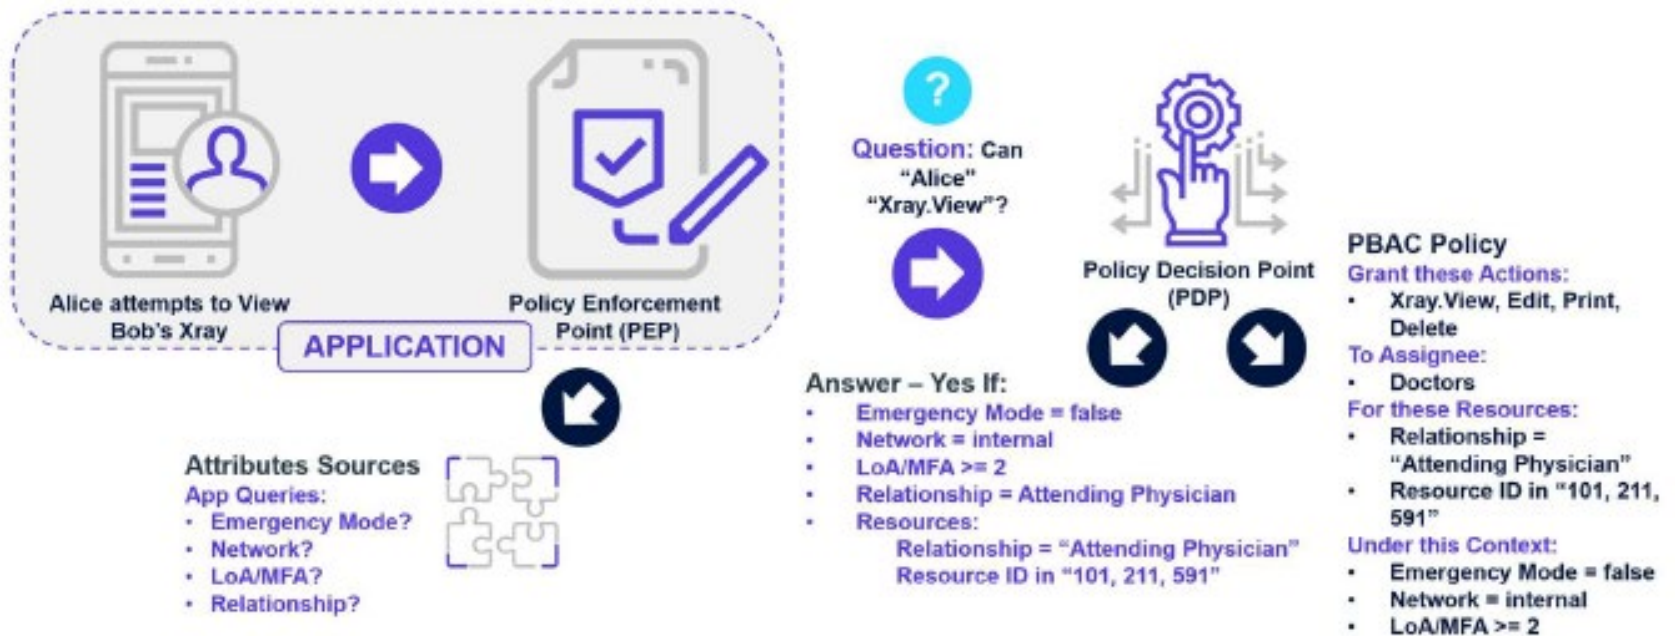 Alice attempts to View
Bob's Xray
Policy Enforcement
Point (PEP)
APPLICATION
Attributes Sources
App Queries:
• Emergency Mode?
• Network?
• LoA/MFA?
• Relationship?
?
Question: Can
“Alice”
“Xray.View”?
Policy Decision Point
(PDP)
Answer – Yes If:
• Emergency Mode = false
• Network = internal
• LoA/MFA >= 2
• Relationship = Attending Physician
• Resources:
Relationship = “Attending Physician”
Resource ID in “101, 211, 591”
PBAC Policy
Grant these Actions:
• Xray.View, Edit, Print,
Delete
To Assignee:
• Doctors
For these Resources:
• Relationship =
“Attending Physician”
• Resource ID in “101, 211,
591”
Under this Context:
• Emergency Mode = false
• Network = internal
• LoA/MFA >= 2